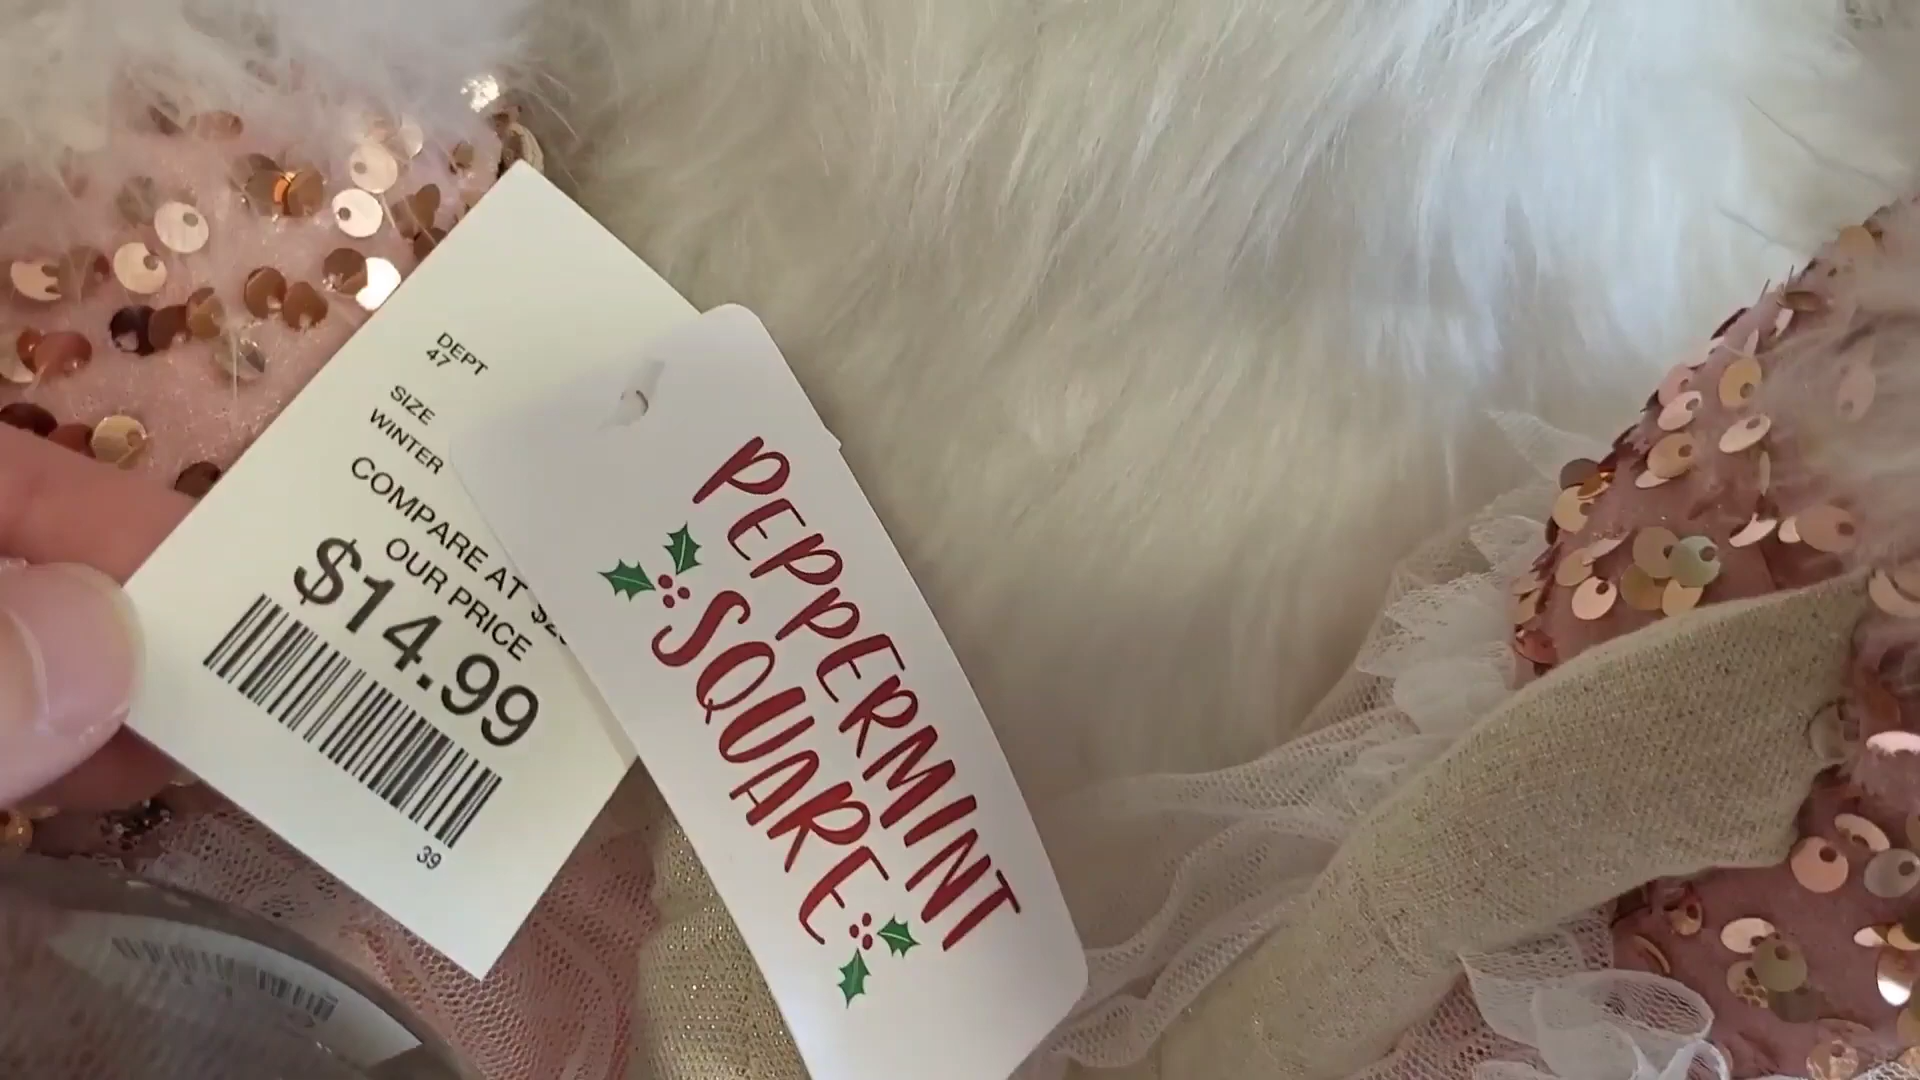 DEPT
47
SIZE
WINTER
COMPARE AT
OUR PRICE
$14.99
39
PEPPERMINT
SQUARE